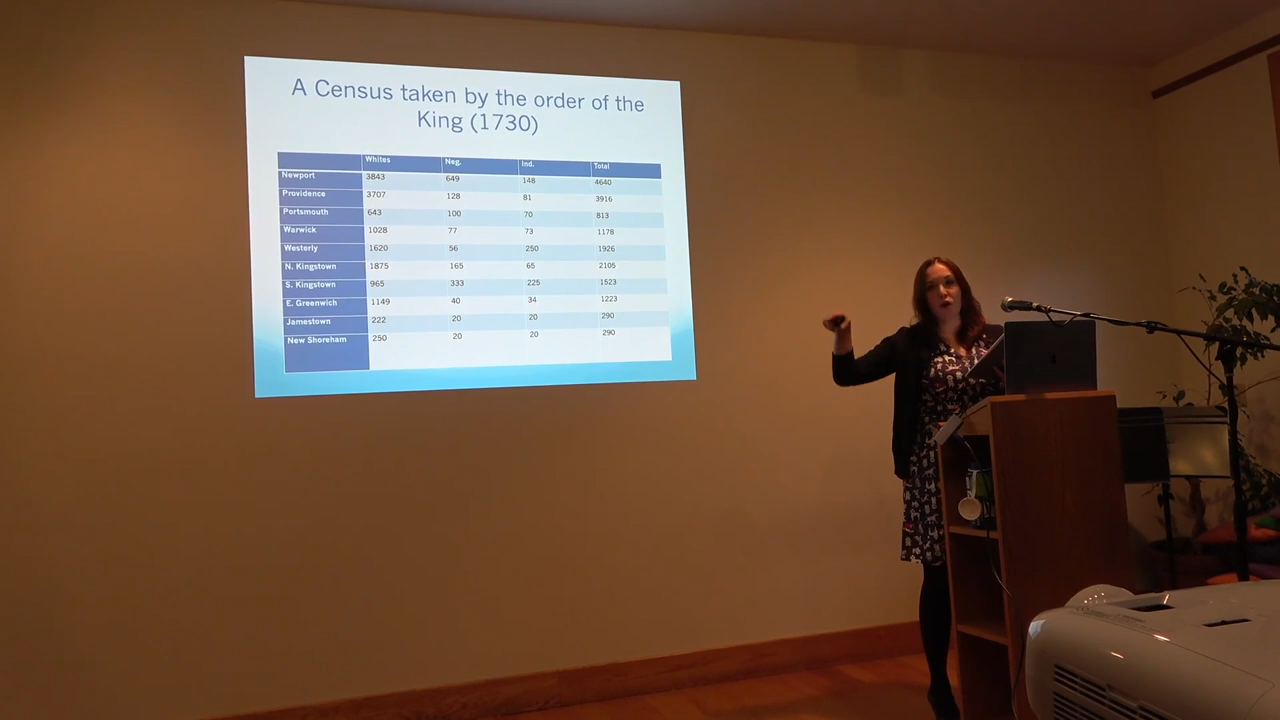 A Census taken by the order of the
King (1730)
Whites Neg. Ind. Total
Newport 3843 649 148 4640
Providence 3707 128 81 3916
Portsmouth 643 100 70 813
Warwick 1028 77 73 1178
Westerly 1620 56 250 1926
N. Kingstown 1875 165 65 2105
S. Kingstown 965 333 225 1523
E. Greenwich 1149 40 34 1223
Jamestown 222 20 20 290
New Shoreham 250 20 20 290